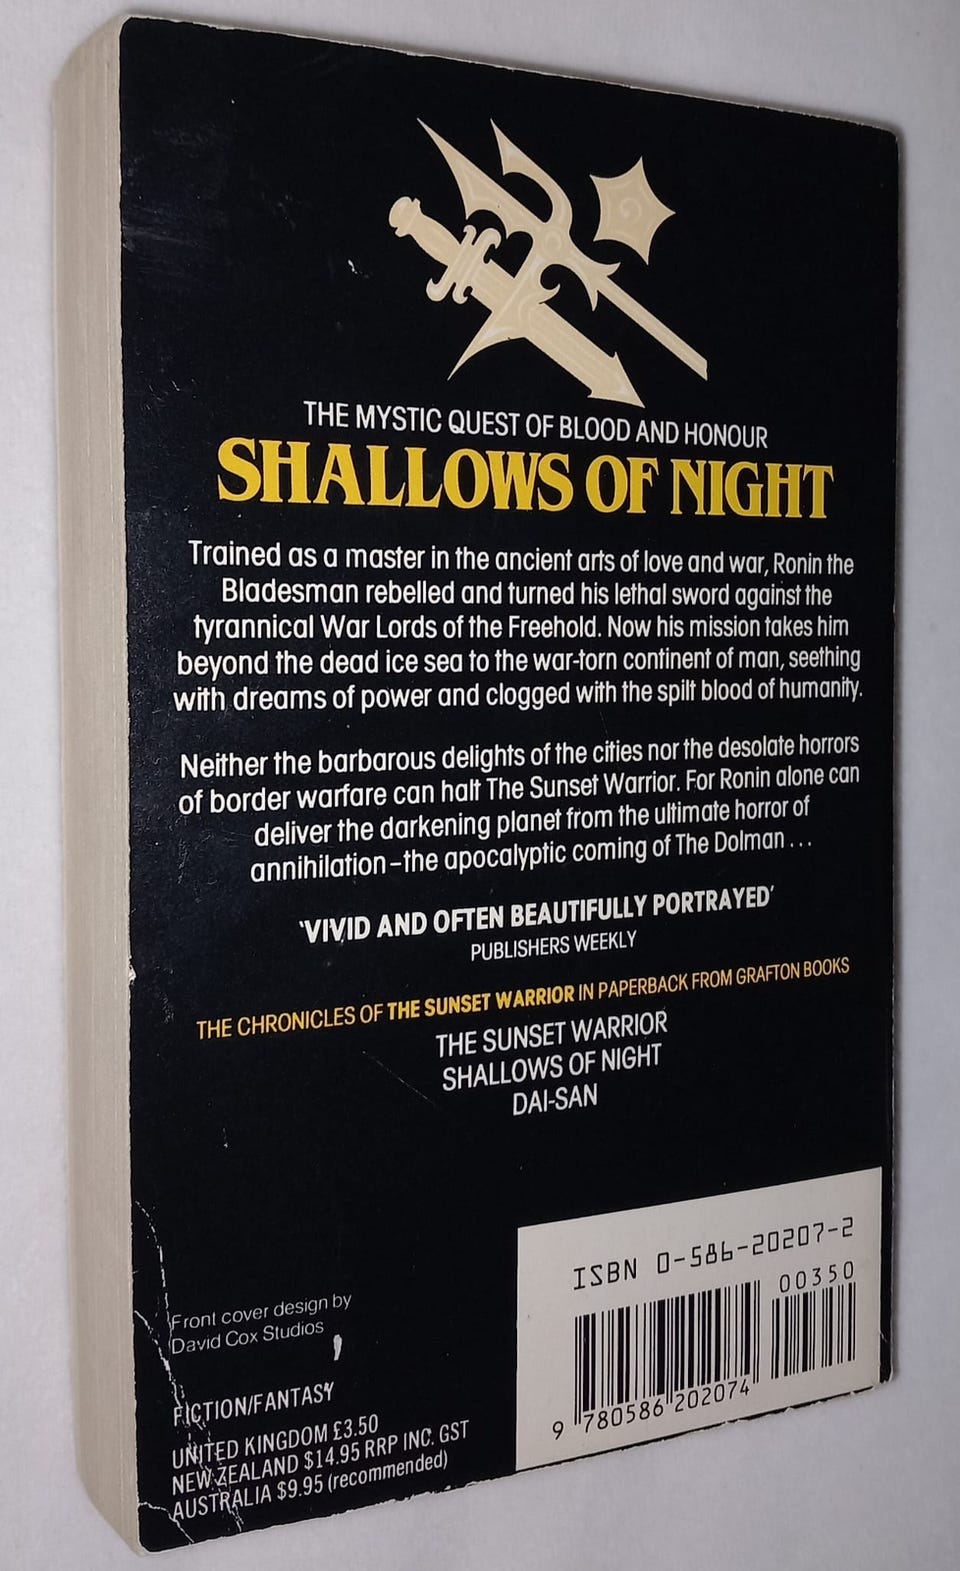 THE MYSTIC QUEST OF BLOOD AND HONOUR
SHALLOWS OF NIGHT
Trained as a master in the ancient arts of love and war, Ronin the
Bladesman rebelled and turned his lethal sword against the
tyrannical War Lords of the Freehold. Now his mission takes him
beyond the dead ice sea to the war-torn continent of man, seething
with dreams of power and clogged with the spilt blood of humanity.
Neither the barbarous delights of the cities nor the desolate horrors
of border warfare can halt The Sunset Warrior. For Ronin alone can
deliver the darkening planet from the ultimate horror of
annihilation–the apocalyptic coming of The Dolman...
‘VIVID AND OFTEN BEAUTIFULLY PORTRAYED’
PUBLISHERS WEEKLY
THE CHRONICLES OF THE SUNSET WARRIOR IN PAPERBACK FROM GRAFTON BOOKS
THE SUNSET WARRIOR
SHALLOWS OF NIGHT
DAI-SAN
Front cover design by
David Cox Studios
FICTION/FANTASY
UNITED KINGDOM £3.50
NEW ZEALAND $14.95 RRP INC. GST
AUSTRALIA $9.95 (recommended)
ISBN 0-586-20207-2
00350
9 780586 202074